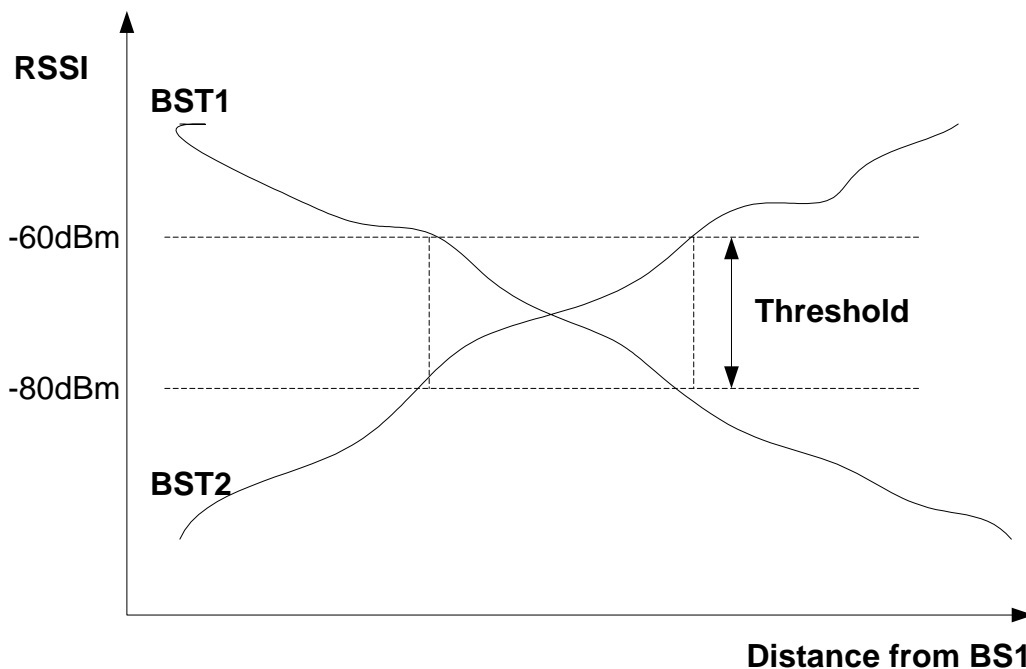 RSSI
BST1
-60dBm
Threshold
-80dBm
BST2
Distance from BS1